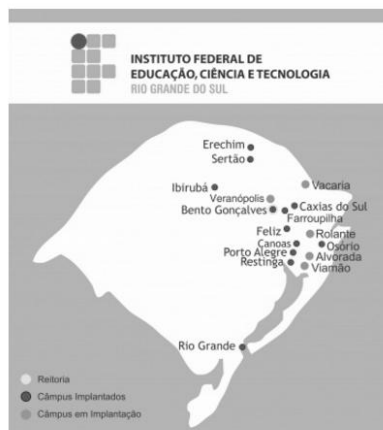 INSTITUTO FEDERAL DE
EDUCAÇÃO, CIÊNCIA E TECNOLOGIA
RIO GRANDE DO SUL
Erechim
Sertão
Ibirubá
Vacaria
Veranópolis
Bento Gonçalves
Caxias do Sul
Farroupilha
Feliz
Rolante
Canoas
Osório
Porto Alegre
Alvorada
Restinga
Viamão
Rio Grande
Reitoria
Câmpus Implantados
Câmpus em Implantação